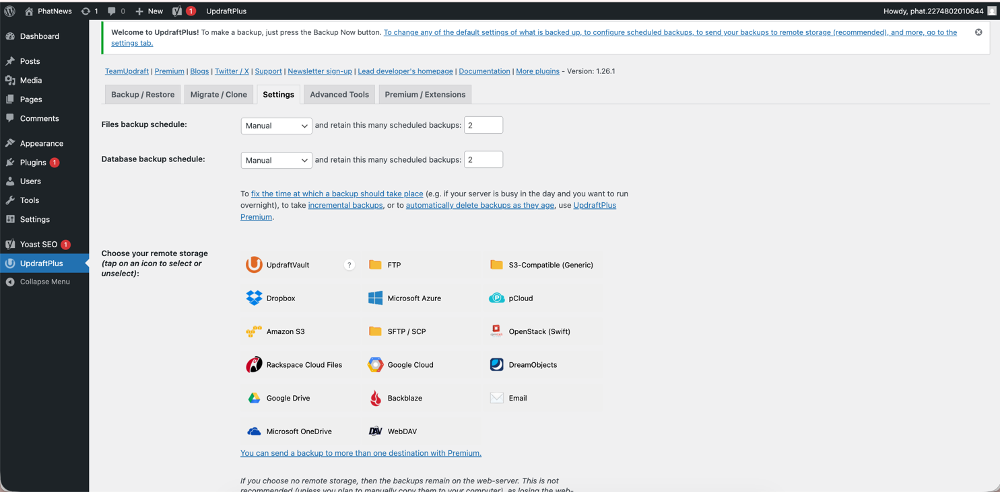 PhatNews 1 0 New 1 UpdraftPlus Howdy, phat.2274802010644
Dashboard
Posts
Media
Pages
Comments
Appearance
Plugins 1
Users
Tools
Settings
Yoast SEO 1
UpdraftPlus
Collapse Menu
Welcome to UpdraftPlus! To make a backup, just press the Backup Now button. To change any of the default settings of what is backed up, to configure scheduled backups, to send your backups to remote storage (recommended), and more, go to the
settings tab.
TeamUpdraft | Premium | Blogs | Twitter / X | Support | Newsletter sign-up | Lead developer's homepage | Documentation | More plugins - Version: 1.26.1
Backup / Restore Migrate / Clone Settings Advanced Tools Premium / Extensions
Files backup schedule: Manual and retain this many scheduled backups: 2
Database backup schedule: Manual and retain this many scheduled backups: 2
To fix the time at which a backup should take place (e.g. if your server is busy in the day and you want to run
overnight), to take incremental backups, or to automatically delete backups as they age, use UpdraftPlus
Premium.
Choose your remote storage
(tap on an icon to select or
unselect):
UpdraftVault ? FTP S3-Compatible (Generic)
Dropbox Microsoft Azure pCloud
Amazon S3 SFTP / SCP OpenStack (Swift)
Rackspace Cloud Files Google Cloud DreamObjects
Google Drive Backblaze Email
Microsoft OneDrive DAV WebDAV
You can send a backup to more than one destination with Premium.
If you choose no remote storage, then the backups remain on the web-server. This is not
recommended (unless you plan to manually copy them to your computer), as losing the web-